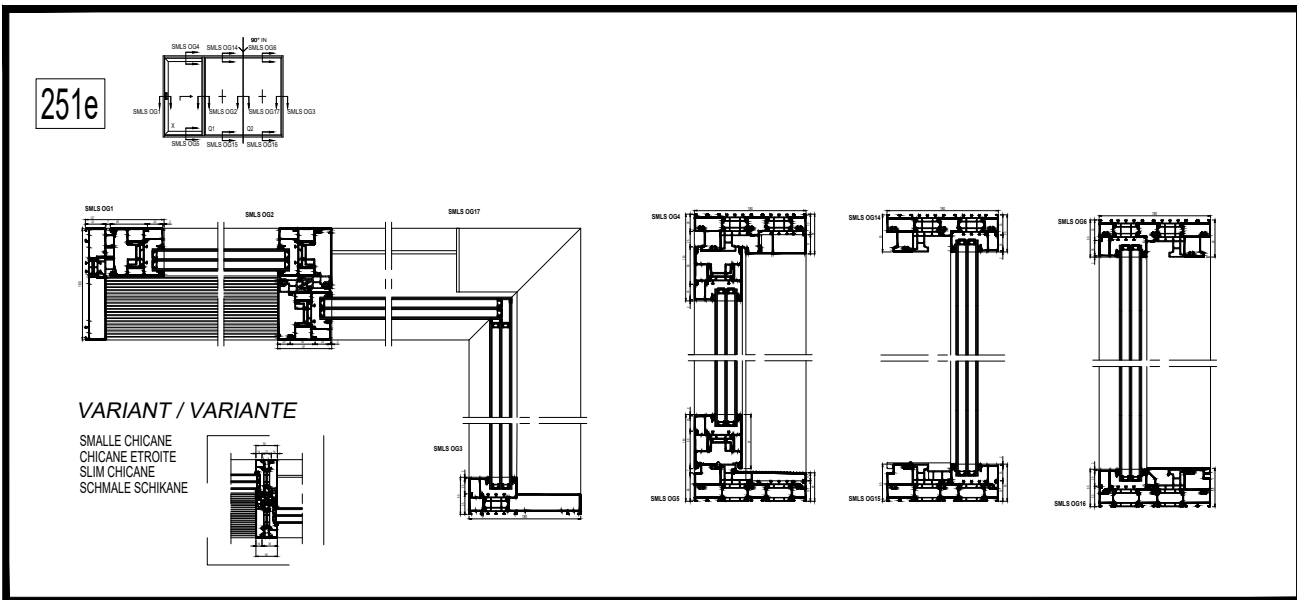 90° IN
SMLS OG4 SMLS OG14 SMLS OG6
251e
SMLS OG1 SMLS OG2 SMLS OG17 SMLS OG3
X Q1 Q2
SMLS OG5 SMLS OG15 SMLS OG16
SMLS OG1
SMLS OG2
SMLS OG17
SMLS OG3
VARIANT / VARIANTE
SMALLE CHICANE
CHICANE ETROITE
SLIM CHICANE
SCHMALE SCHIKANE
SMLS OG4
SMLS OG5
SMLS OG14
SMLS OG15
SMLS OG6
SMLS OG16